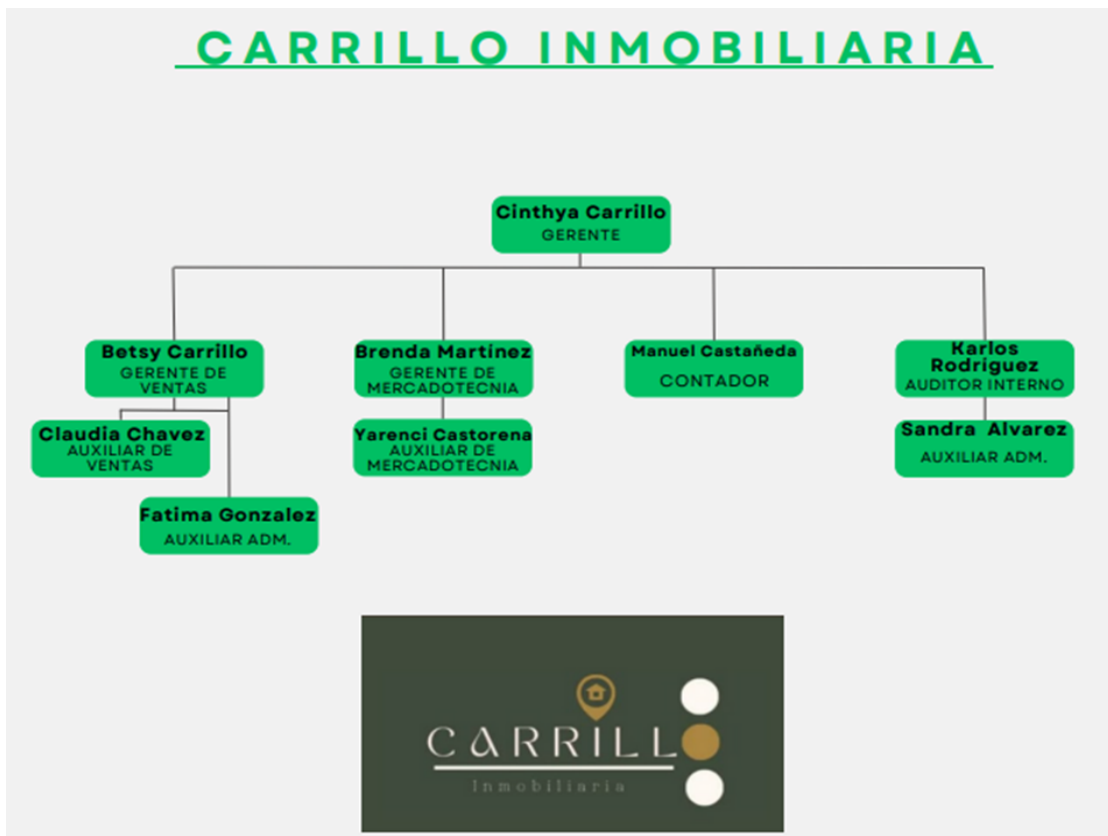 CARRILLO INMOBILIARIA
Cinthya Carrillo
GERENTE
Betsy Carrillo
GERENTE DE
VENTAS
Brenda Martínez
GERENTE DE
MERCADOTECNIA
Manuel Castañeda
CONTADOR
Karlos
Rodriguez
AUDITOR INTERNO
Claudia Chavez
AUXILIAR DE
VENTAS
Yarenci Castorena
AUXILIAR DE
MERCADOTECNIA
Sandra Alvarez
AUXILIAR ADM.
Fatima Gonzalez
AUXILIAR ADM.
CARRILL
Inmobiliaria